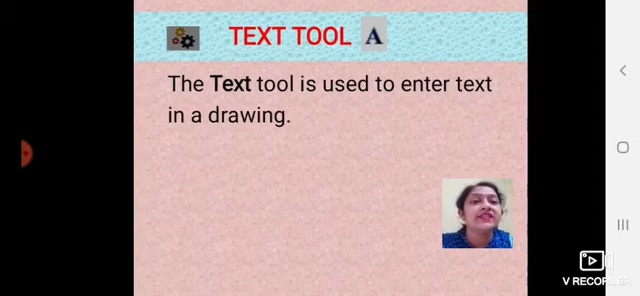 TEXT TOOL A
The Text tool is used to enter text
in a drawing.
V RECORDER